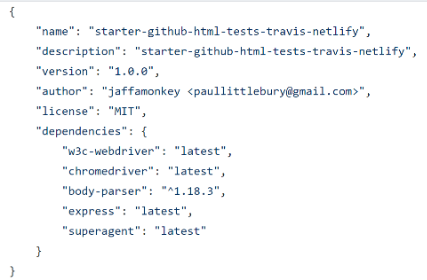 {
"name": "starter-github-html-tests-travis-netlify",
"description": "starter-github-html-tests-travis-netlify",
"version": "1.0.0",
"author": "jaffamonkey <paullittlebury@gmail.com>",
"license": "MIT",
"dependencies": {
"w3c-webdriver": "latest",
"chromedriver": "latest",
"body-parser": "^1.18.3",
"express": "latest",
"superagent": "latest"
}
}